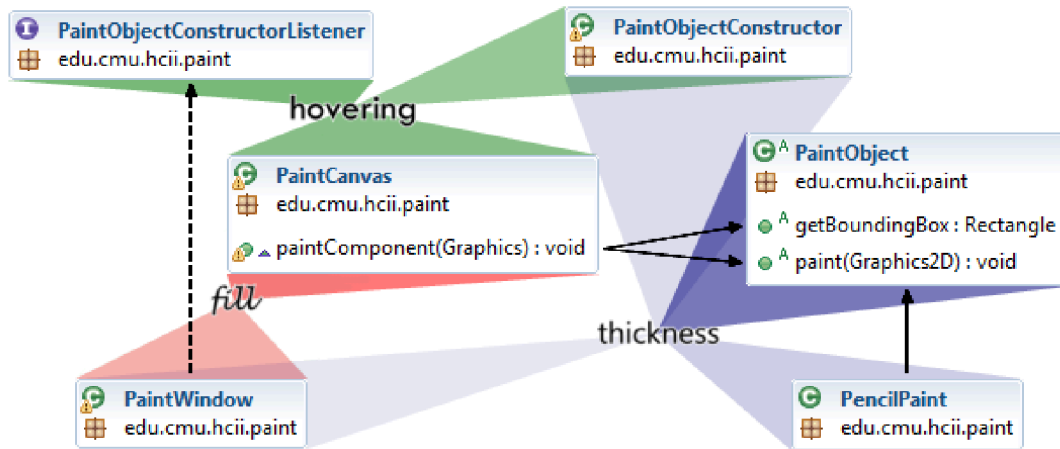 PaintObjectConstructorListener
edu.cmu.hcii.paint
PaintObjectConstructor
edu.cmu.hcii.paint
hovering
PaintCanvas
edu.cmu.hcii.paint
paintComponent(Graphics) : void
A PaintObject
edu.cmu.hcii.paint
A getBoundingBox : Rectangle
A paint(Graphics2D) : void
fill
thickness
PaintWindow
edu.cmu.hcii.paint
PencilPaint
edu.cmu.hcii.paint